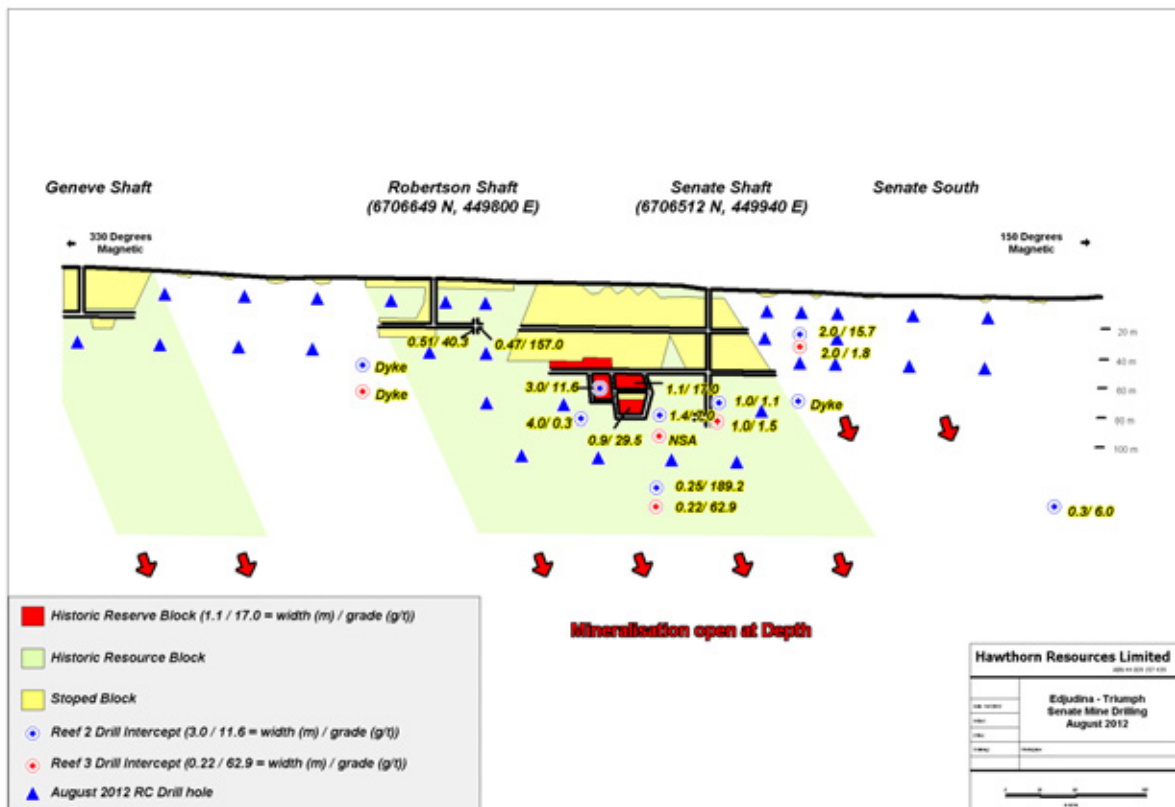 Geneve Shaft
Robertson Shaft
(6706649 N, 449800 E)
Senate Shaft
(6706512 N, 449940 E)
Senate South
330 Degrees
Magnetic
150 Degrees
Magnetic
20 m
40 m
60 m
80 m
100 m
0.51/ 40.3
0.47/ 157.0
2.0/ 15.7
2.0/ 1.8
Dyke
Dyke
3.0/ 11.6
1.1/ 17.0
1.0/ 1.1
Dyke
4.0/ 0.3
1.4/
1.0/ 1.5
0.9/ 29.5
NSA
0.25/ 189.2
0.22/ 62.9
0.3/ 6.0
Mineralisation open at Depth
Historic Reserve Block (1.1 / 17.0 = width (m) / grade (g/t))
Historic Resource Block
Stoped Block
Reef 2 Drill Intercept (3.0 / 11.6 = width (m) / grade (g/t))
Reef 3 Drill Intercept (0.22 / 62.9 = width (m) / grade (g/t))
August 2012 RC Drill hole
Hawthorn Resources Limited
Edjudina - Triumph
Senate Mine Drilling
August 2012